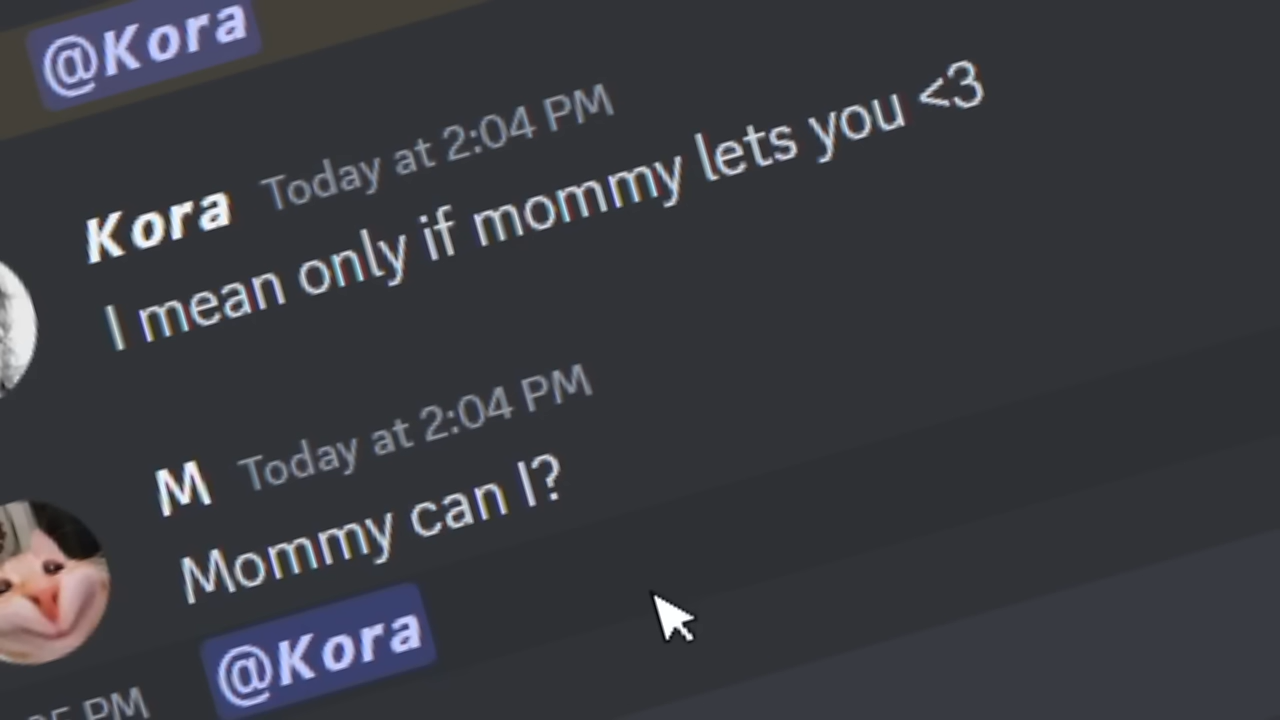 @Kora
Kora Today at 2:04 PM
I mean only if mommy lets you <3
M Today at 2:04 PM
Mommy can I?
PM @Kora